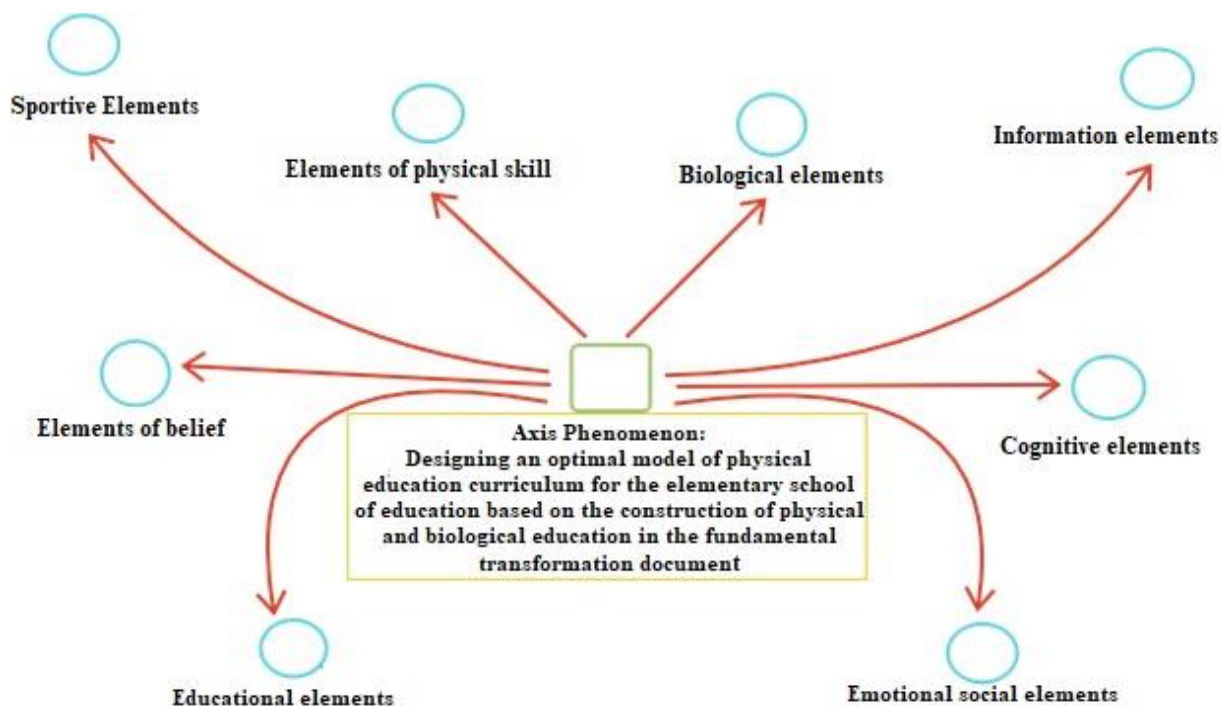 Sportive Elements
Elements of physical skill
Biological elements
Information elements
Elements of belief
Cognitive elements
Axis Phenomenon:
Designing an optimal model of physical
education curriculum for the elementary school
of education based on the construction of physical
and biological education in the fundamental
transformation document
Educational elements
Emotional social elements